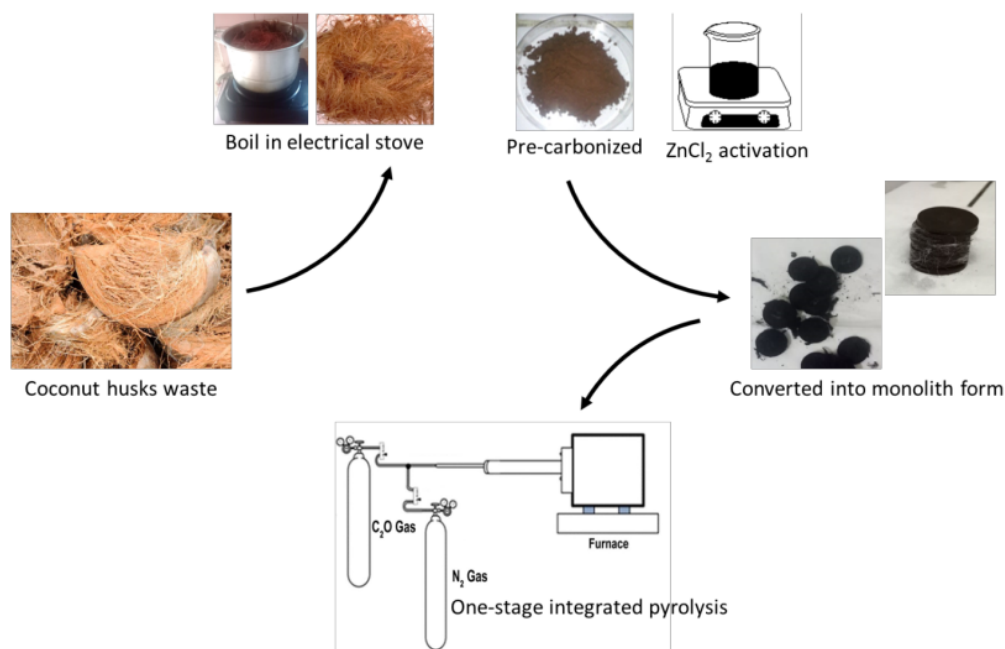 Boil in electrical stove
Pre-carbonized
ZnCl₂ activation
Coconut husks waste
Converted into monolith form
C₂O Gas
N₂ Gas
Furnace
One-stage integrated pyrolysis